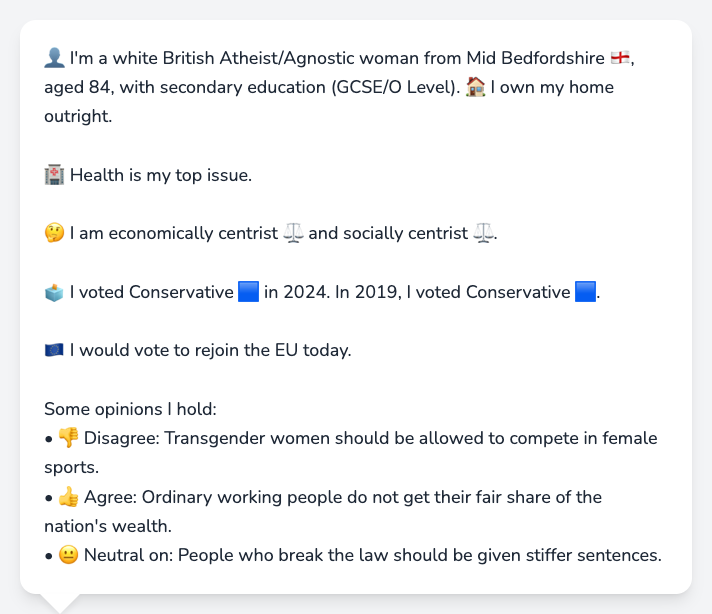 👤 I'm a white British Atheist/Agnostic woman from Mid Bedfordshire 🏴󠁧󠁢󠁥󠁮󠁧󠁿,
aged 84, with secondary education (GCSE/O Level). 🏠 I own my home
outright.
🏥 Health is my top issue.
🤔 I am economically centrist ⚖️ and socially centrist ⚖️.
🗳️ I voted Conservative 🟦 in 2024. In 2019, I voted Conservative 🟦.
🇪🇺 I would vote to rejoin the EU today.
Some opinions I hold:
• 👎 Disagree: Transgender women should be allowed to compete in female
sports.
• 👍 Agree: Ordinary working people do not get their fair share of the
nation's wealth.
• 😐 Neutral on: People who break the law should be given stiffer sentences.